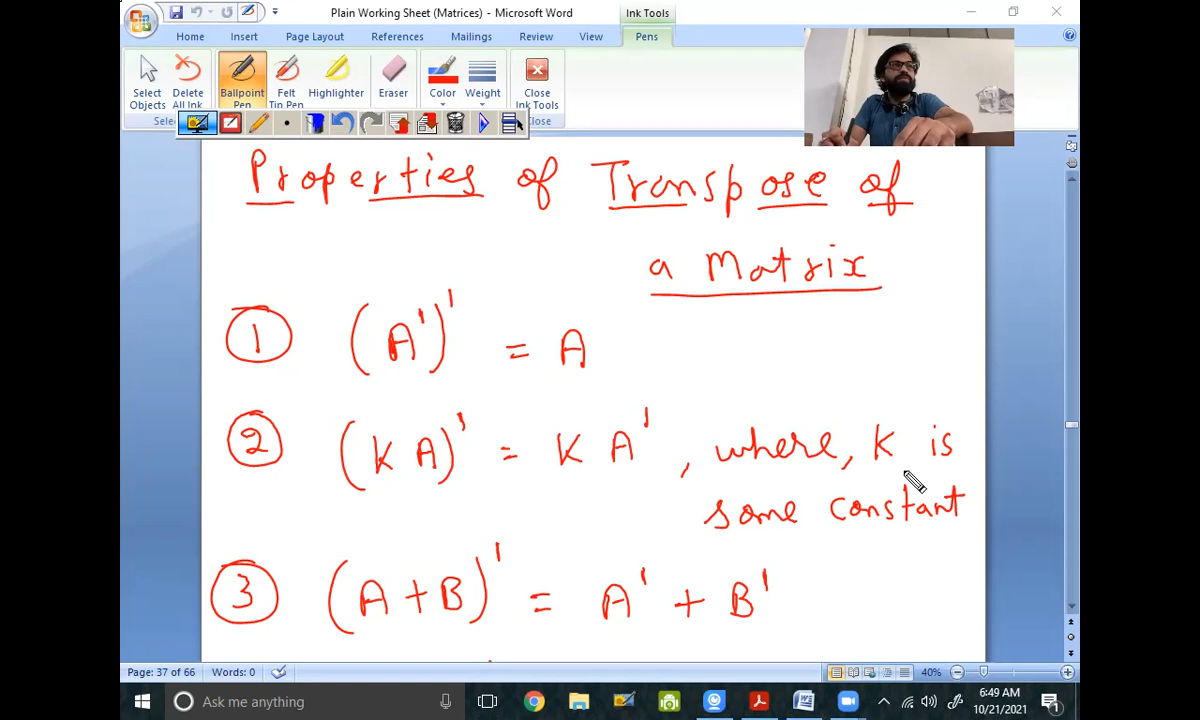 Plain Working Sheet (Matrices) - Microsoft Word
Ink Tools
Home Insert Page Layout References Mailings Review View Pens
Select Objects
Delete All Ink
Ballpoint Pen
Felt Tip Pen
Highlighter
Eraser
Color
Weight
Close Ink Tools
Close
Properties of Transpose of
a Matrix
1 (A')' = A
2 (KA)' = KA', where, K is
some constant
3 (A+B)' = A' + B'
Page: 37 of 66 Words: 0 40%
Ask me anything
6:49 AM
10/21/2021
1